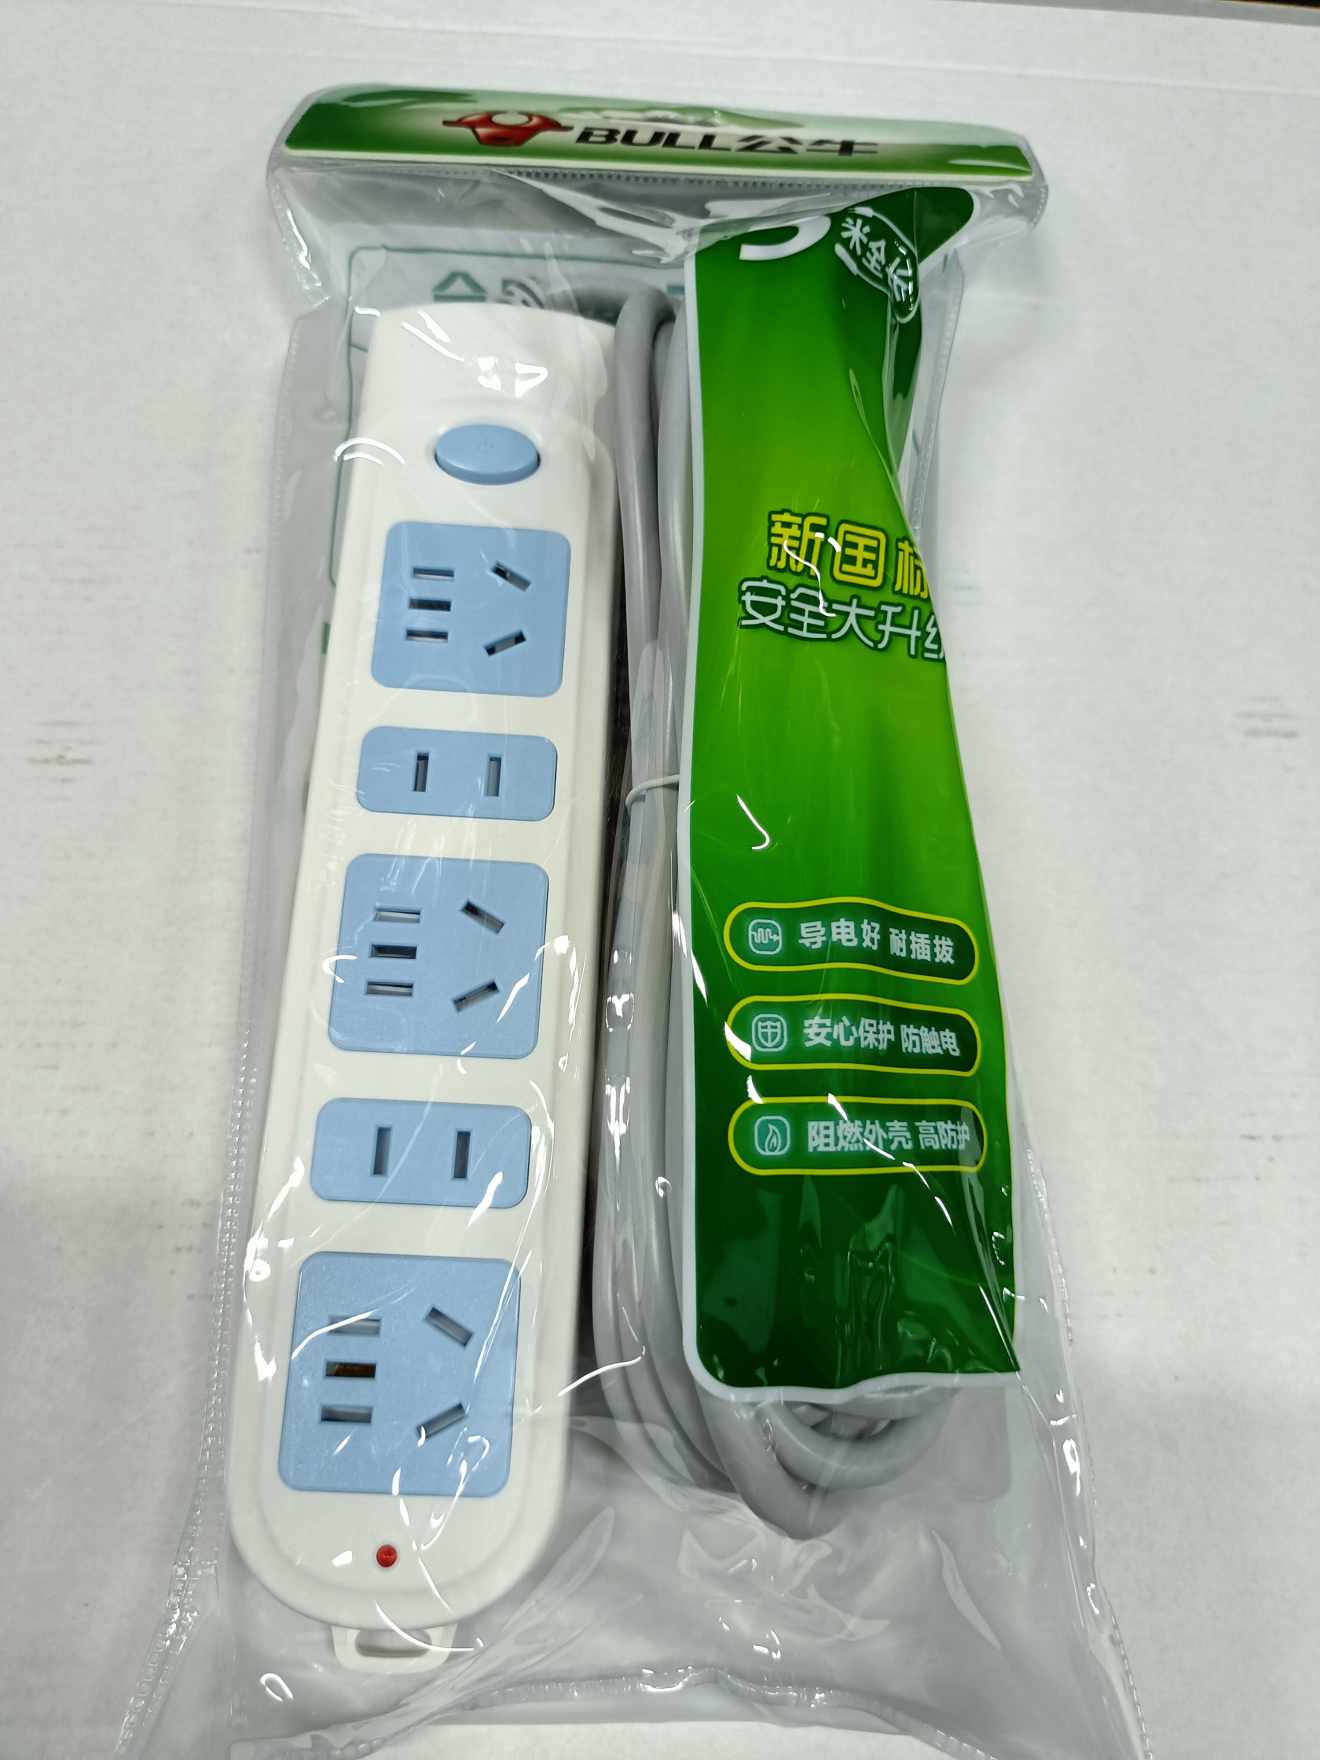 BULL公牛
米全长
新国标
安全大升级
导电好 耐插拔
安心保护 防触电
阻燃外壳 高防护